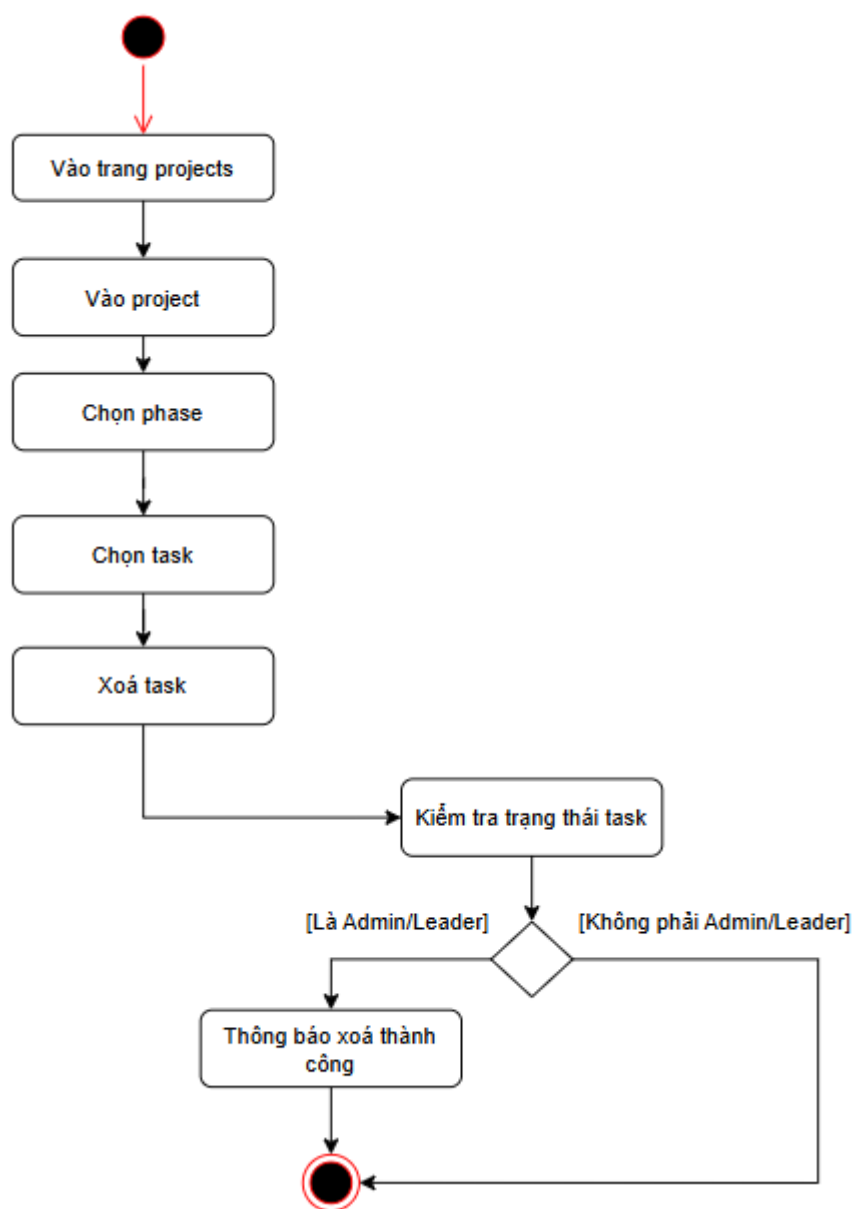 Vào trang projects
Vào project
Chọn phase
Chọn task
Xoá task
Kiểm tra trạng thái task
[Là Admin/Leader]
[Không phải Admin/Leader]
Thông báo xoá thành
công